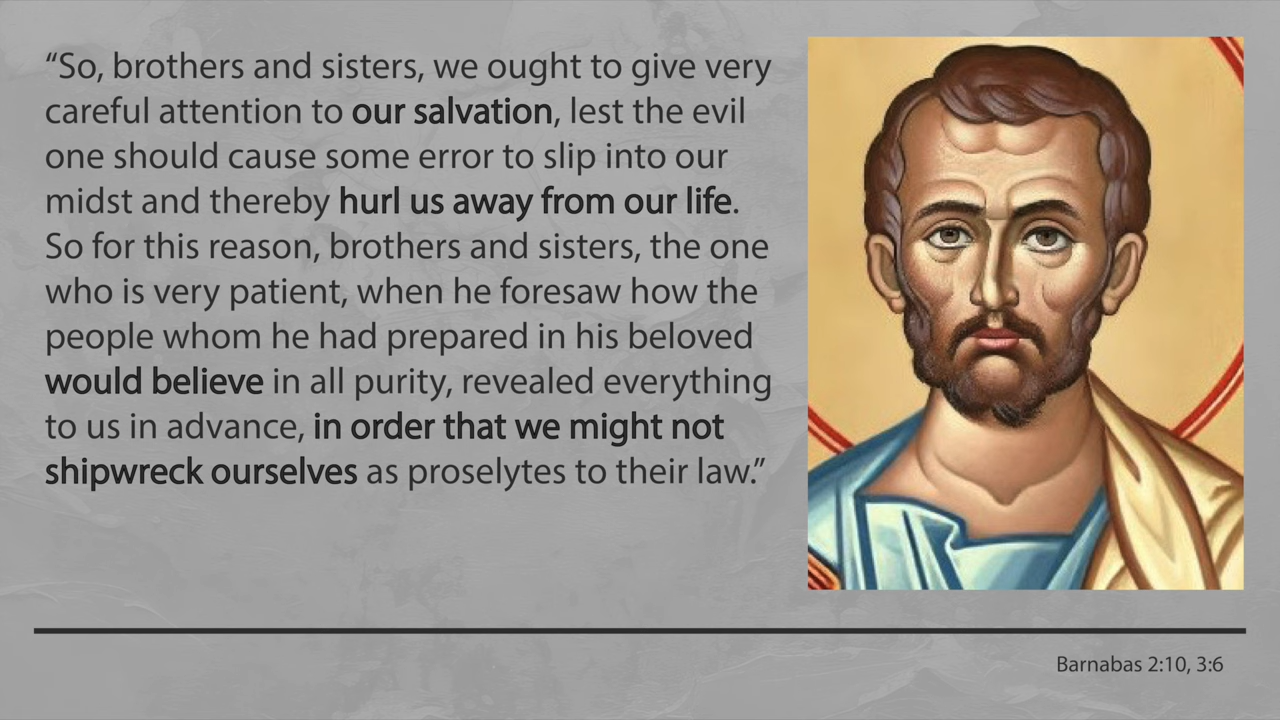 “So, brothers and sisters, we ought to give very
careful attention to our salvation, lest the evil
one should cause some error to slip into our
midst and thereby hurl us away from our life.
So for this reason, brothers and sisters, the one
who is very patient, when he foresaw how the
people whom he had prepared in his beloved
would believe in all purity, revealed everything
to us in advance, in order that we might not
shipwreck ourselves as proselytes to their law.”
Barnabas 2:10, 3:6